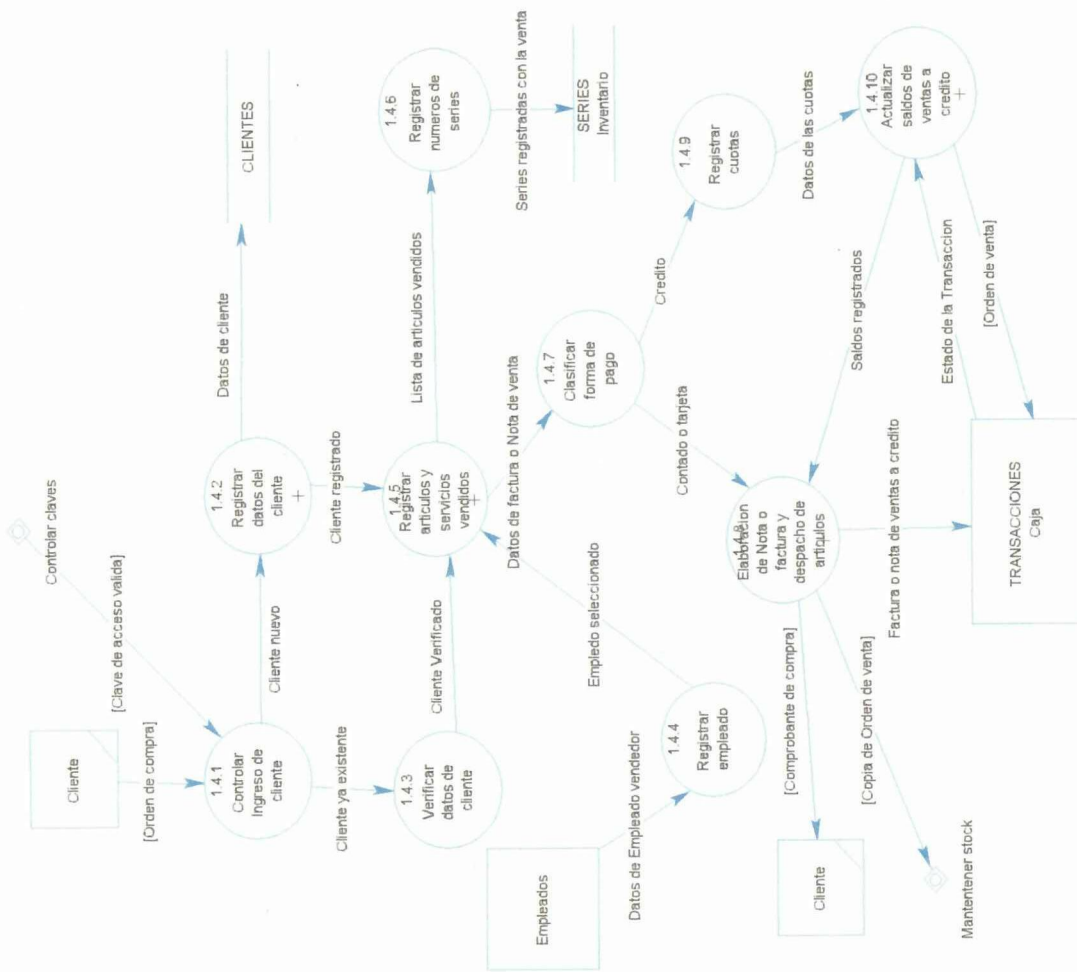 Cliente
[Orden de compra]
Controlar claves
[Clave de acceso valida]
1.4.1
Controlar
Ingreso de
cliente
Cliente nuevo
1.4.2
Registrar
datos del
cliente
+
Datos de cliente
CLIENTES
Cliente ya existente
Cliente registrado
1.4.3
Verificar
datos de
cliente
Cliente Verificado
1.4.5
Registrar
articulos y
servicios
vendidos
+
Lista de articulos vendidos
1.4.6
Registrar
numeros de
series
Series registradas con la venta
SERIES
Inventario
Empleados
Datos de Empleado vendedor
1.4.4
Registrar
empleado
Empledo seleccionado
Datos de factura o Nota de venta
1.4.7
Clasificar
forma de
pago
Credito
1.4.9
Registrar
cuotas
Datos de las cuotas
Contado o tarjeta
1.4.8
Elaboracion
de Nota o
factura y
despacho de
articulos
Saldos registrados
1.4.10
Actualizar
saldos de
ventas a
credito
+
[Comprobante de compra]
Cliente
[Copia de Orden de venta]
Mantentener stock
Factura o nota de ventas a credito
Estado de la Transaccion
[Orden de venta]
TRANSACCIONES
Caja